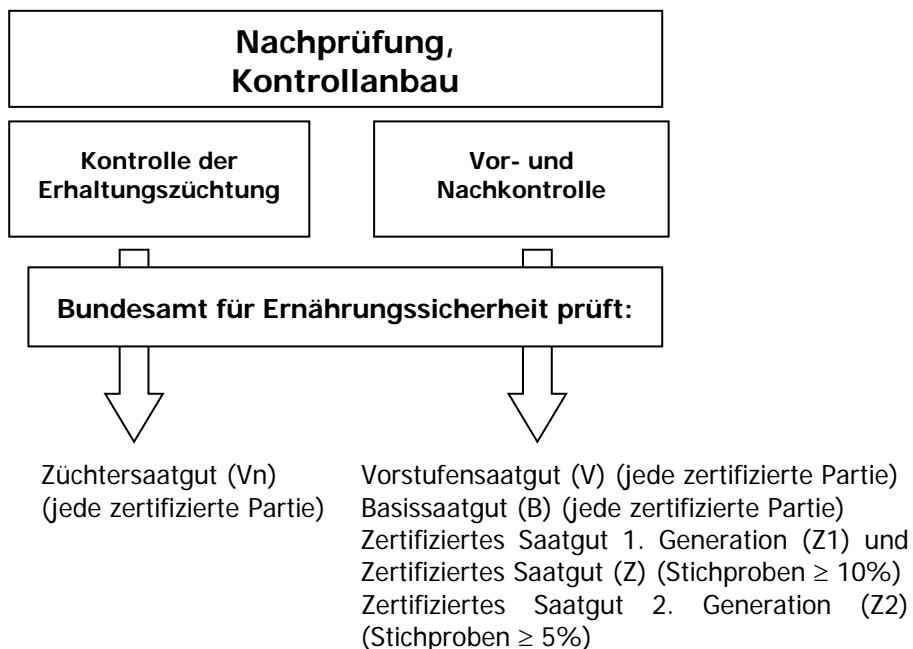 Nachprüfung,
Kontrollanbau
Kontrolle der
Erhaltungszüchtung
Vor- und
Nachkontrolle
Bundesamt für Ernährungssicherheit prüft:
Züchtersaatgut (Vn)
(jede zertifizierte Partie)
Vorstufensaatgut (V) (jede zertifizierte Partie)
Basissaatgut (B) (jede zertifizierte Partie)
Zertifiziertes Saatgut 1. Generation (Z1) und
Zertifiziertes Saatgut (Z) (Stichproben ≥ 10%)
Zertifiziertes Saatgut 2. Generation (Z2)
(Stichproben ≥ 5%)